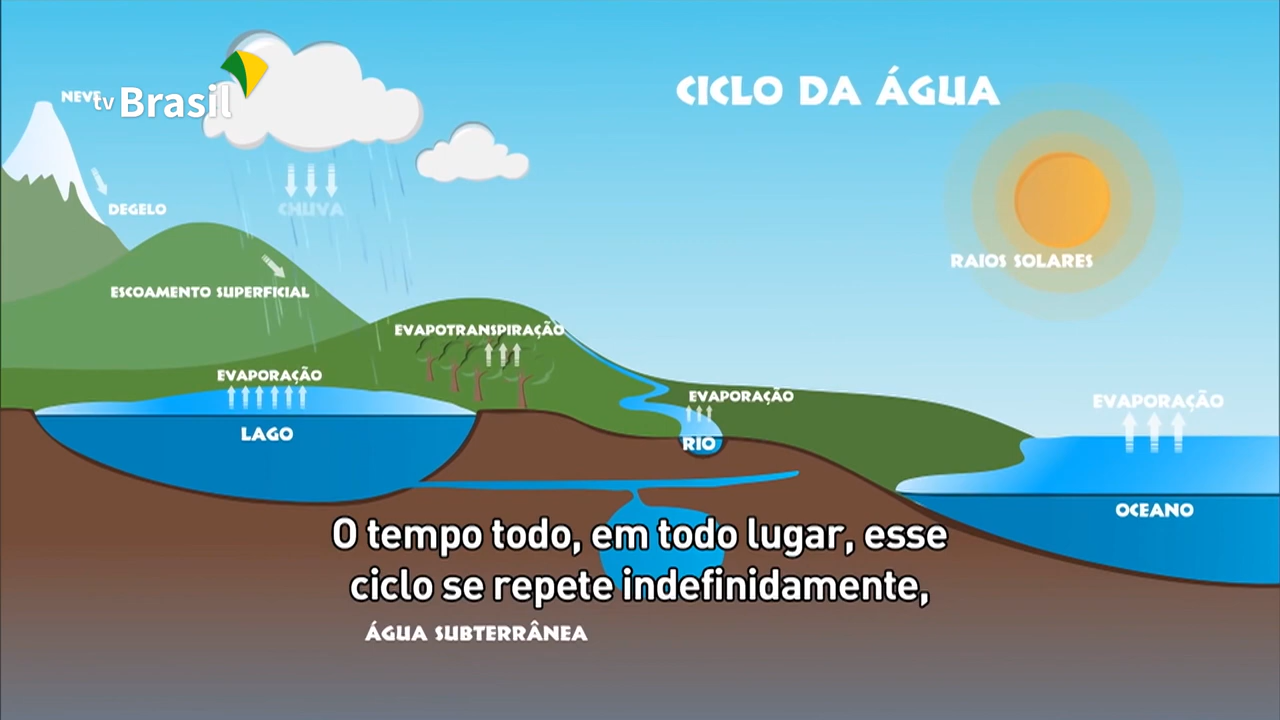 CICLO DA ÁGUA
NEVE
tv Brasil
DEGELO
CHUVA
RAIOS SOLARES
ESCOAMENTO SUPERFICIAL
EVAPOTRANSPIRAÇÃO
EVAPORAÇÃO
EVAPORAÇÃO
EVAPORAÇÃO
LAGO
RIO
OCEANO
O tempo todo, em todo lugar, esse
ciclo se repete indefinidamente,
ÁGUA SUBTERRÂNEA